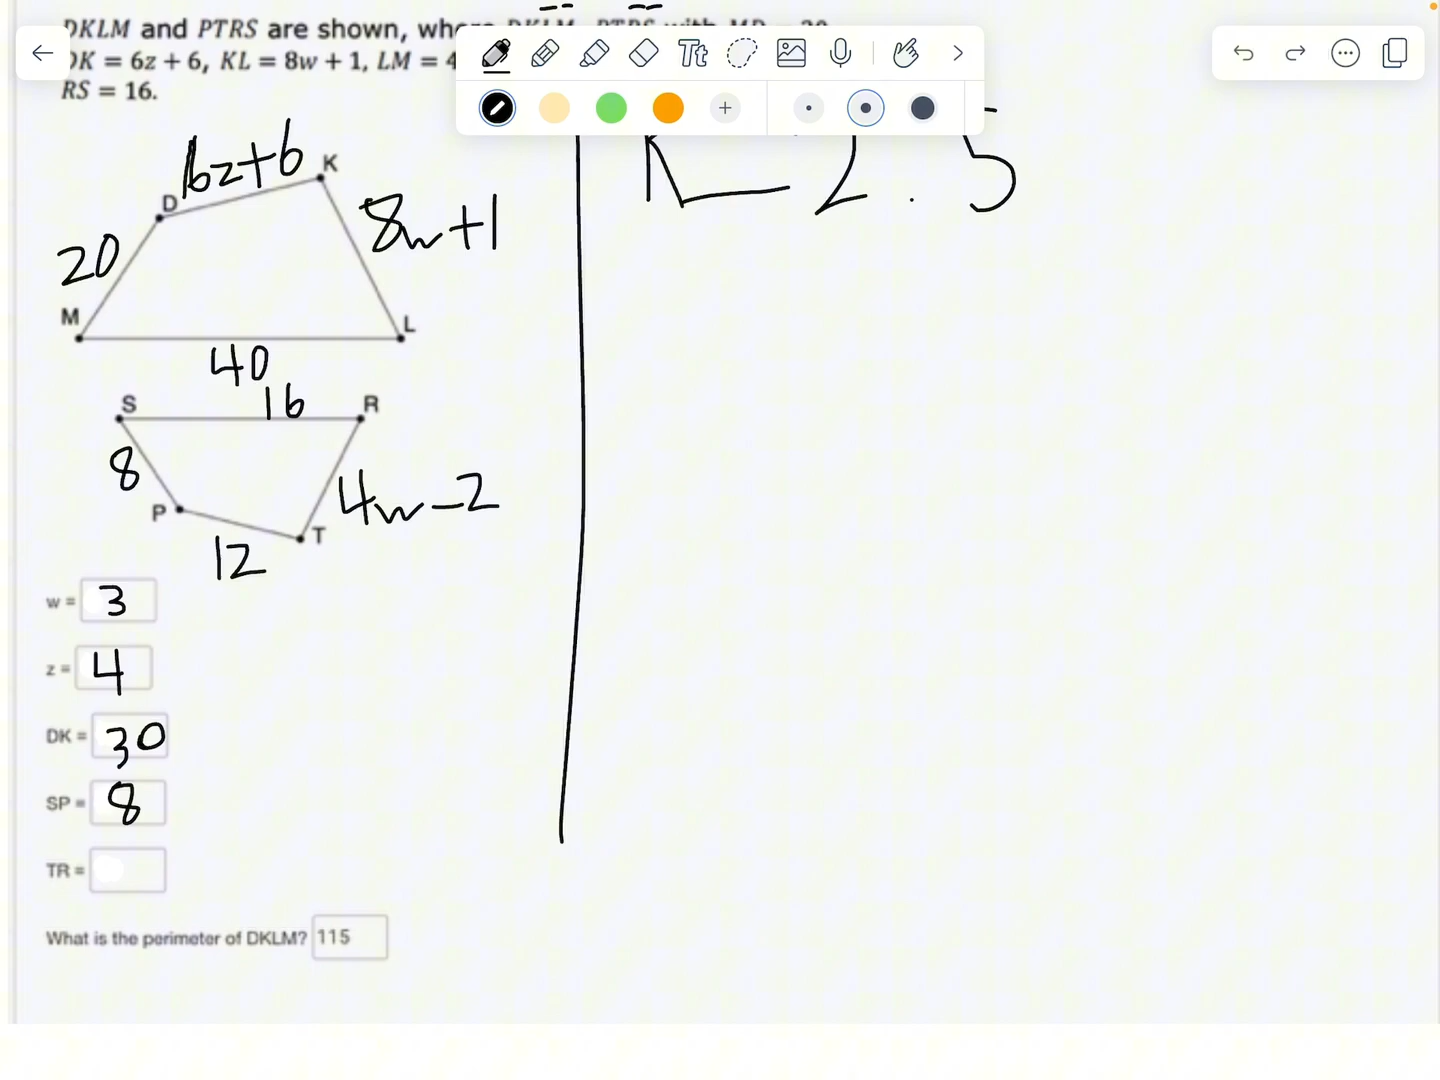 DKLM and PTRS are shown,
DK = 6z + 6, KL = 8w + 1, LM = 4
RS = 16.
Tt
6z+6
K
D
8w+1
20
M
L
40
16
S
R
8
4w-2
P
T
12
w = 3
z = 4
DK = 30
SP = 8
TR =
What is the perimeter of DKLM? 115
K 2.5